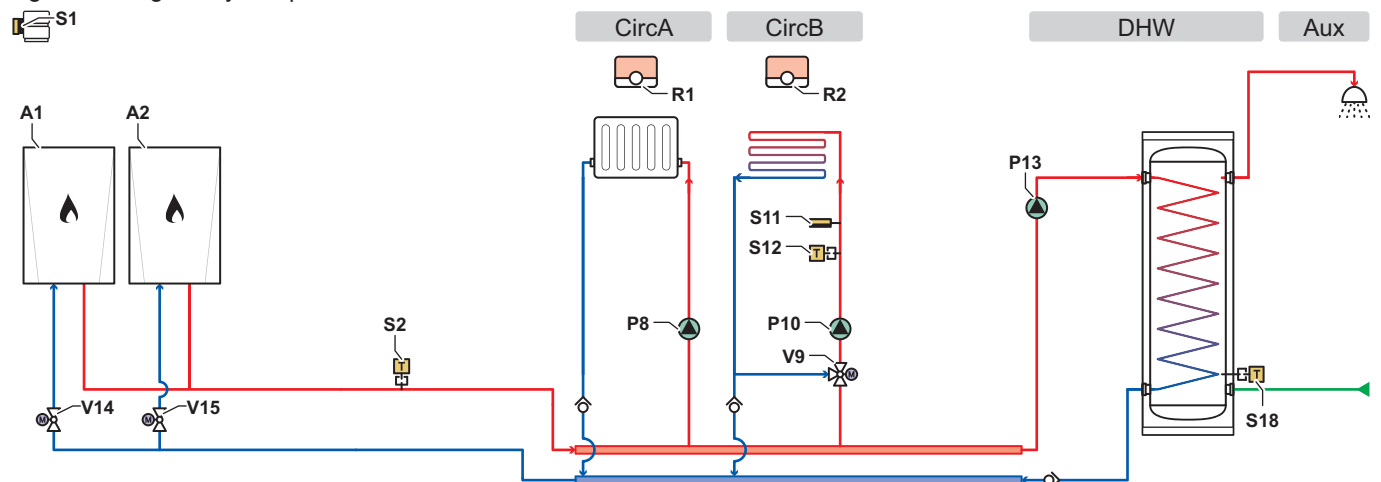 S1
CircA
CircB
DHW
Aux
R1
R2
A1
A2
P13
S11
S12
T
S2
T
P8
P10
V9
M
V14
M
V15
M
T
S18